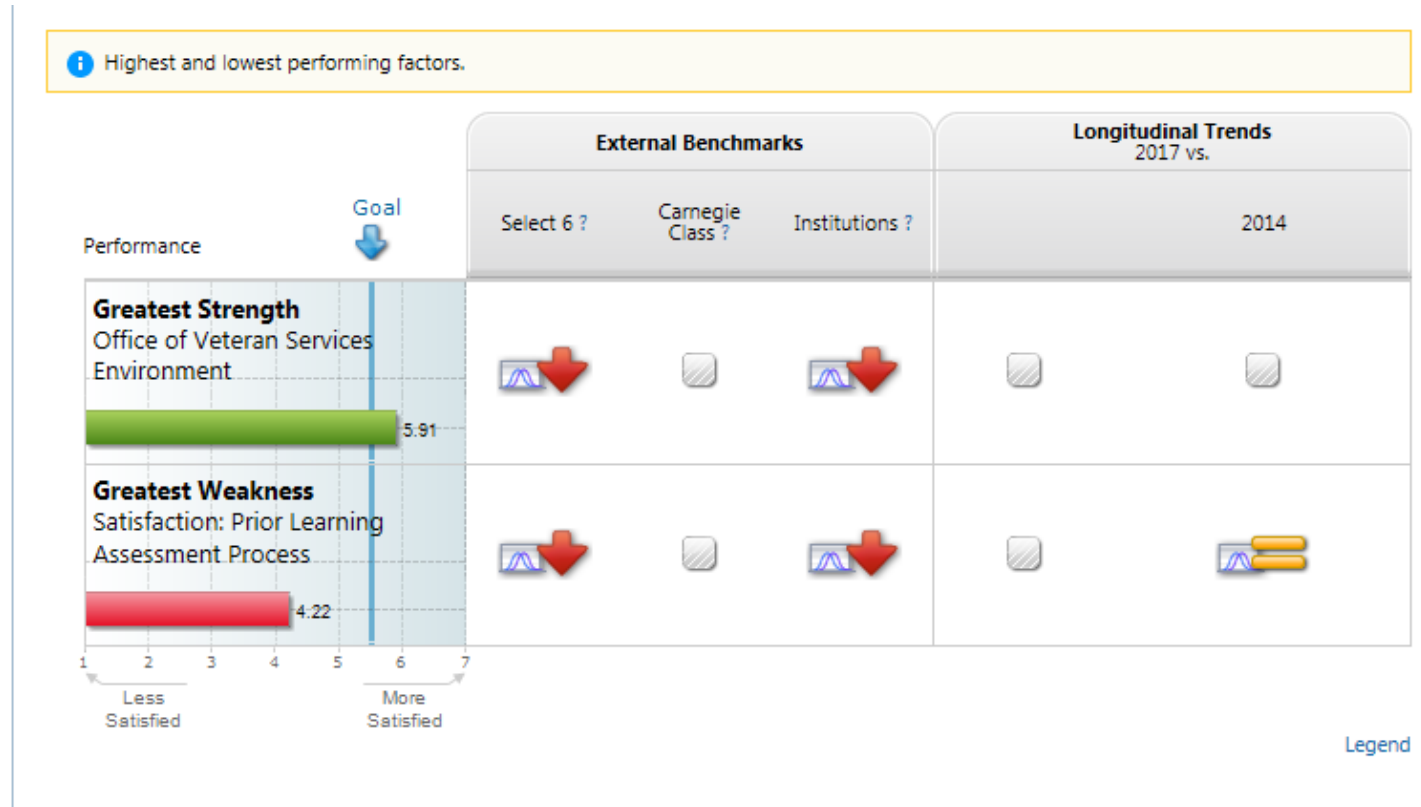 Highest and lowest performing factors.
External Benchmarks
Longitudinal Trends
2017 vs.
Goal
Performance
Select 6 ?
Carnegie
Class ?
Institutions ?
2014
Greatest Strength
Office of Veteran Services
Environment
5.91
Greatest Weakness
Satisfaction: Prior Learning
Assessment Process
4.22
1 2 3 4 5 6 7
Less
Satisfied
More
Satisfied
Legend